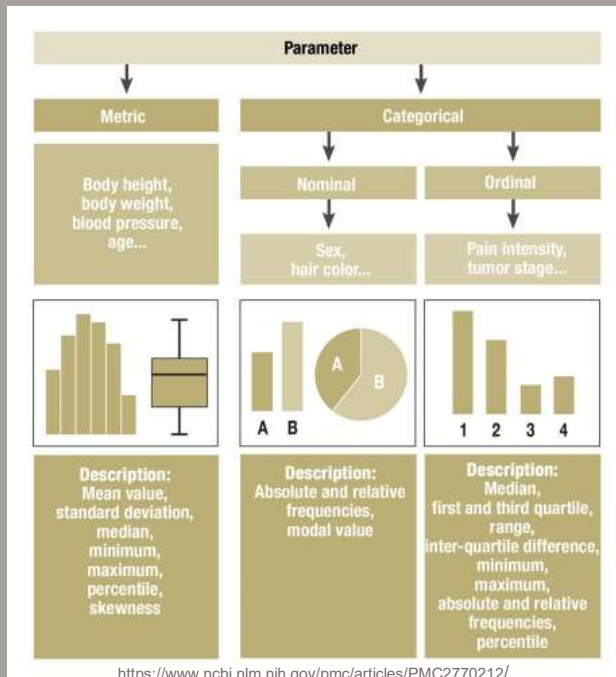 Parameter
Metric
Categorical
Body height,
body weight,
blood pressure,
age...
Nominal
Ordinal
Sex,
hair color...
Pain intensity,
tumor stage...
A
B
A
B
1
2
3
4
Description:
Mean value,
standard deviation,
median,
minimum,
maximum,
percentile,
skewness
Description:
Absolute and relative
frequencies,
modal value
Description:
Median,
first and third quartile,
range,
inter-quartile difference,
minimum,
maximum,
absolute and relative
frequencies,
percentile
https://www.ncbi.nlm.nih.gov/pmc/articles/PMC2770212/